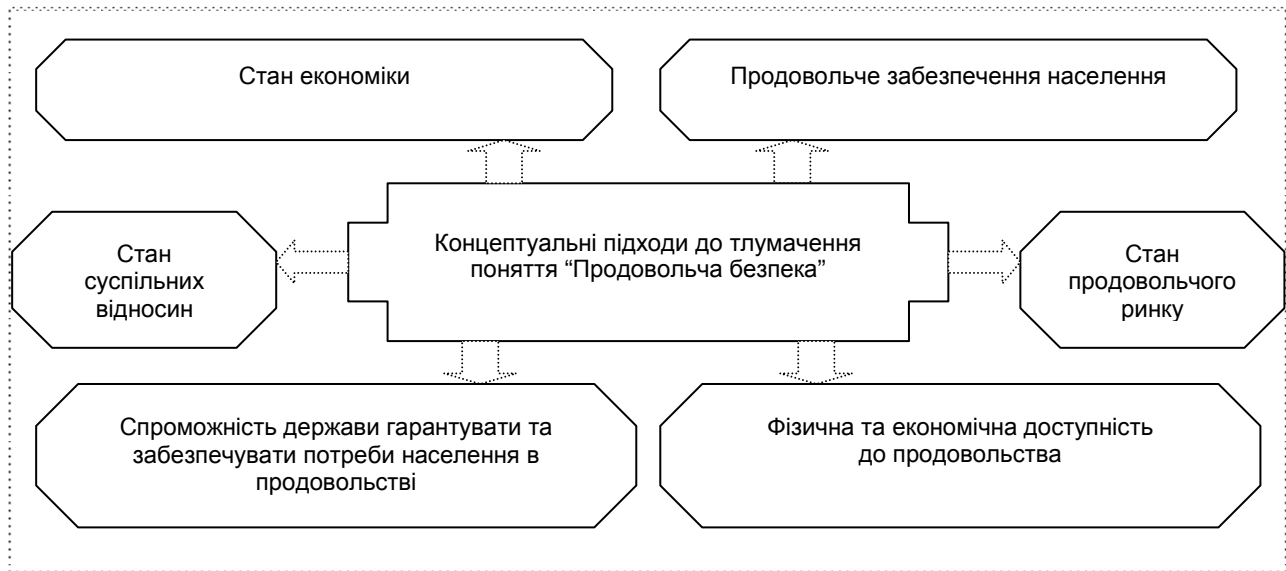 Стан економіки
Продовольче забезпечення населення
Концептуальні підходи до тлумачення
поняття “Продовольча безпека”
Стан
суспільних
відносин
Стан
продовольчого
ринку
Спроможність держави гарантувати та
забезпечувати потреби населення в
продовольстві
Фізична та економічна доступність
до продовольства